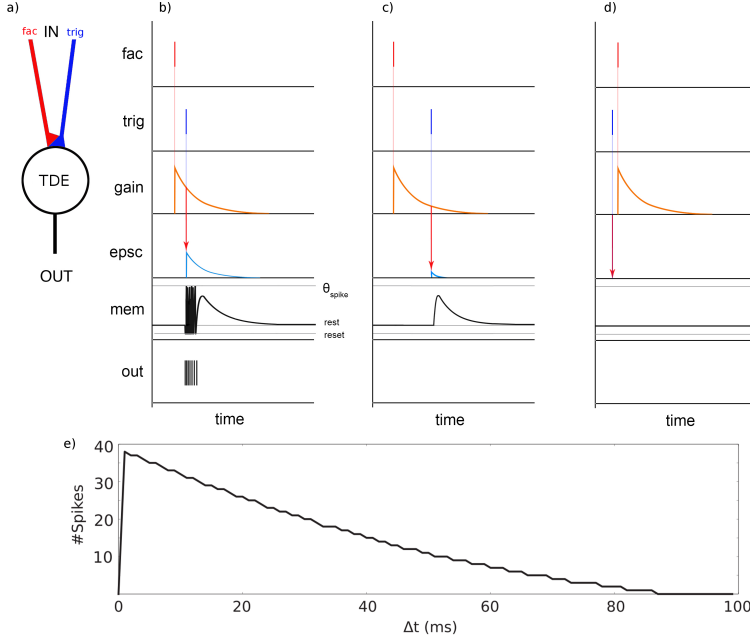 a)
b)
c)
d)
fac IN trig
TDE
OUT
fac
trig
gain
epsc
mem
out
θspike
rest
reset
time
time
time
e)
#Spikes
40
30
20
10
0 20 40 60 80 100
Δt (ms)